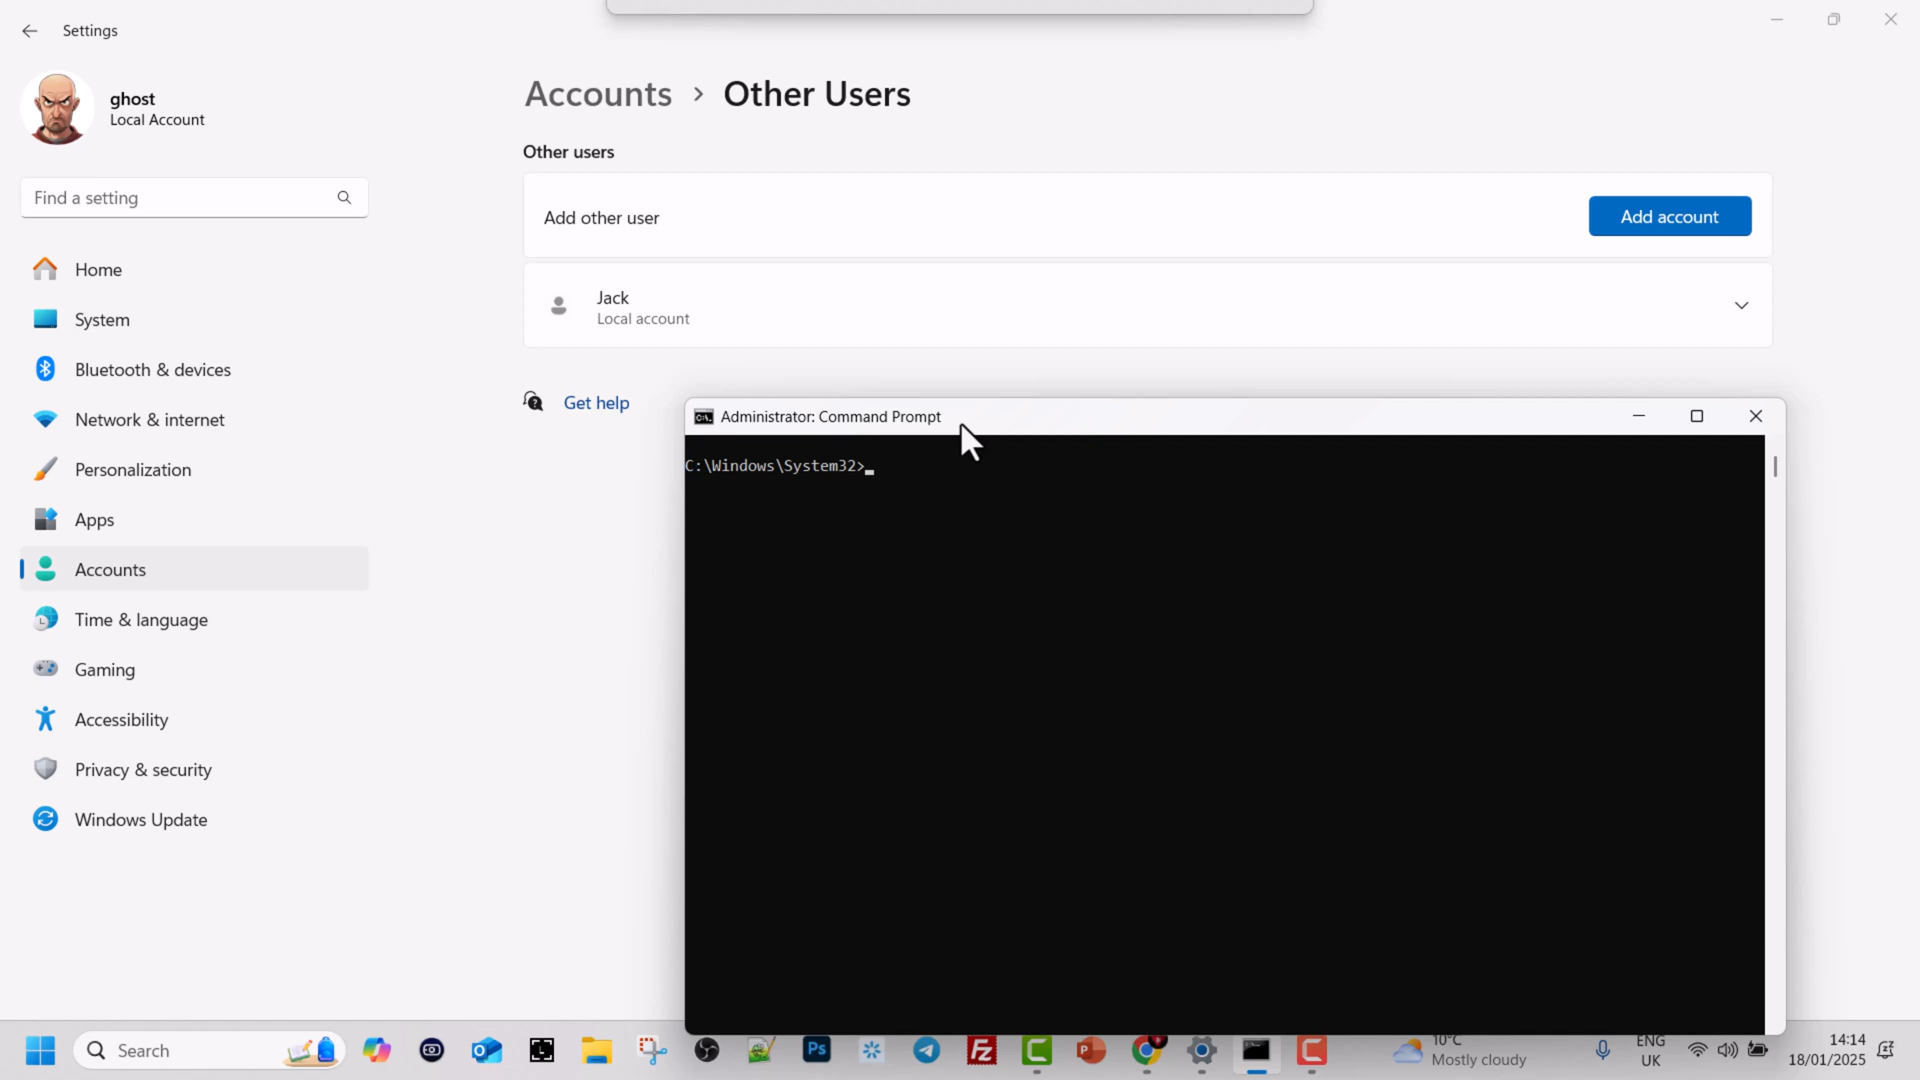 Settings
ghost
Local Account
Find a setting
Home
System
Bluetooth & devices
Network & internet
Personalization
Apps
Accounts
Time & language
Gaming
Accessibility
Privacy & security
Windows Update
Accounts > Other Users
Other users
Add other user
Add account
Jack
Local account
Get help
Administrator: Command Prompt
C:\Windows\System32>_
Search
Ps
Fz
P
10°C
Mostly cloudy
ENG
UK
14:14
18/01/2025